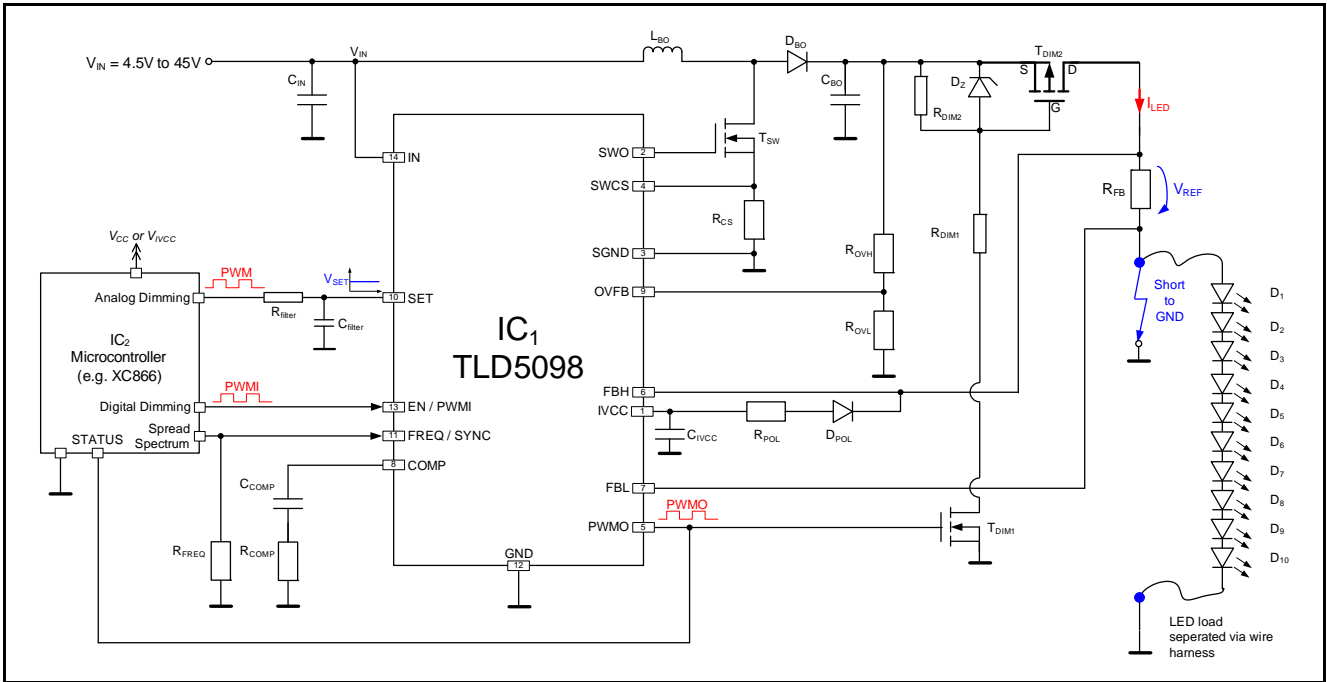 V_IN = 4.5V to 45V
C_IN
V_IN
L_BO
D_BO
C_BO
R_DIM2
D_Z
T_DIM2
S
D
G
I_LED
14 IN
SWO 2
T_SW
SWCS 4
R_CS
SGND 3
OVFB 9
R_OVH
R_OVL
R_DIM1
R_FB
V_REF
V_CC or V_IVCC
Analog Dimming
PWM
R_filter
V_SET
C_filter
10 SET
IC_2
Microcontroller
(e.g. XC866)
IC_1
TLD5098
Short
to
GND
D_1
D_2
D_3
D_4
D_5
D_6
D_7
D_8
D_9
D_10
Digital Dimming
PWMI
13 EN / PWMI
Spread
Spectrum
11 FREQ / SYNC
STATUS
8 COMP
FBH 6
IVCC 1
C_IVCC
R_POL
D_POL
FBL 7
PWMO 5
PWMO
T_DIM1
C_COMP
R_FREQ
R_COMP
GND
12
LED load
seperated via wire
harness